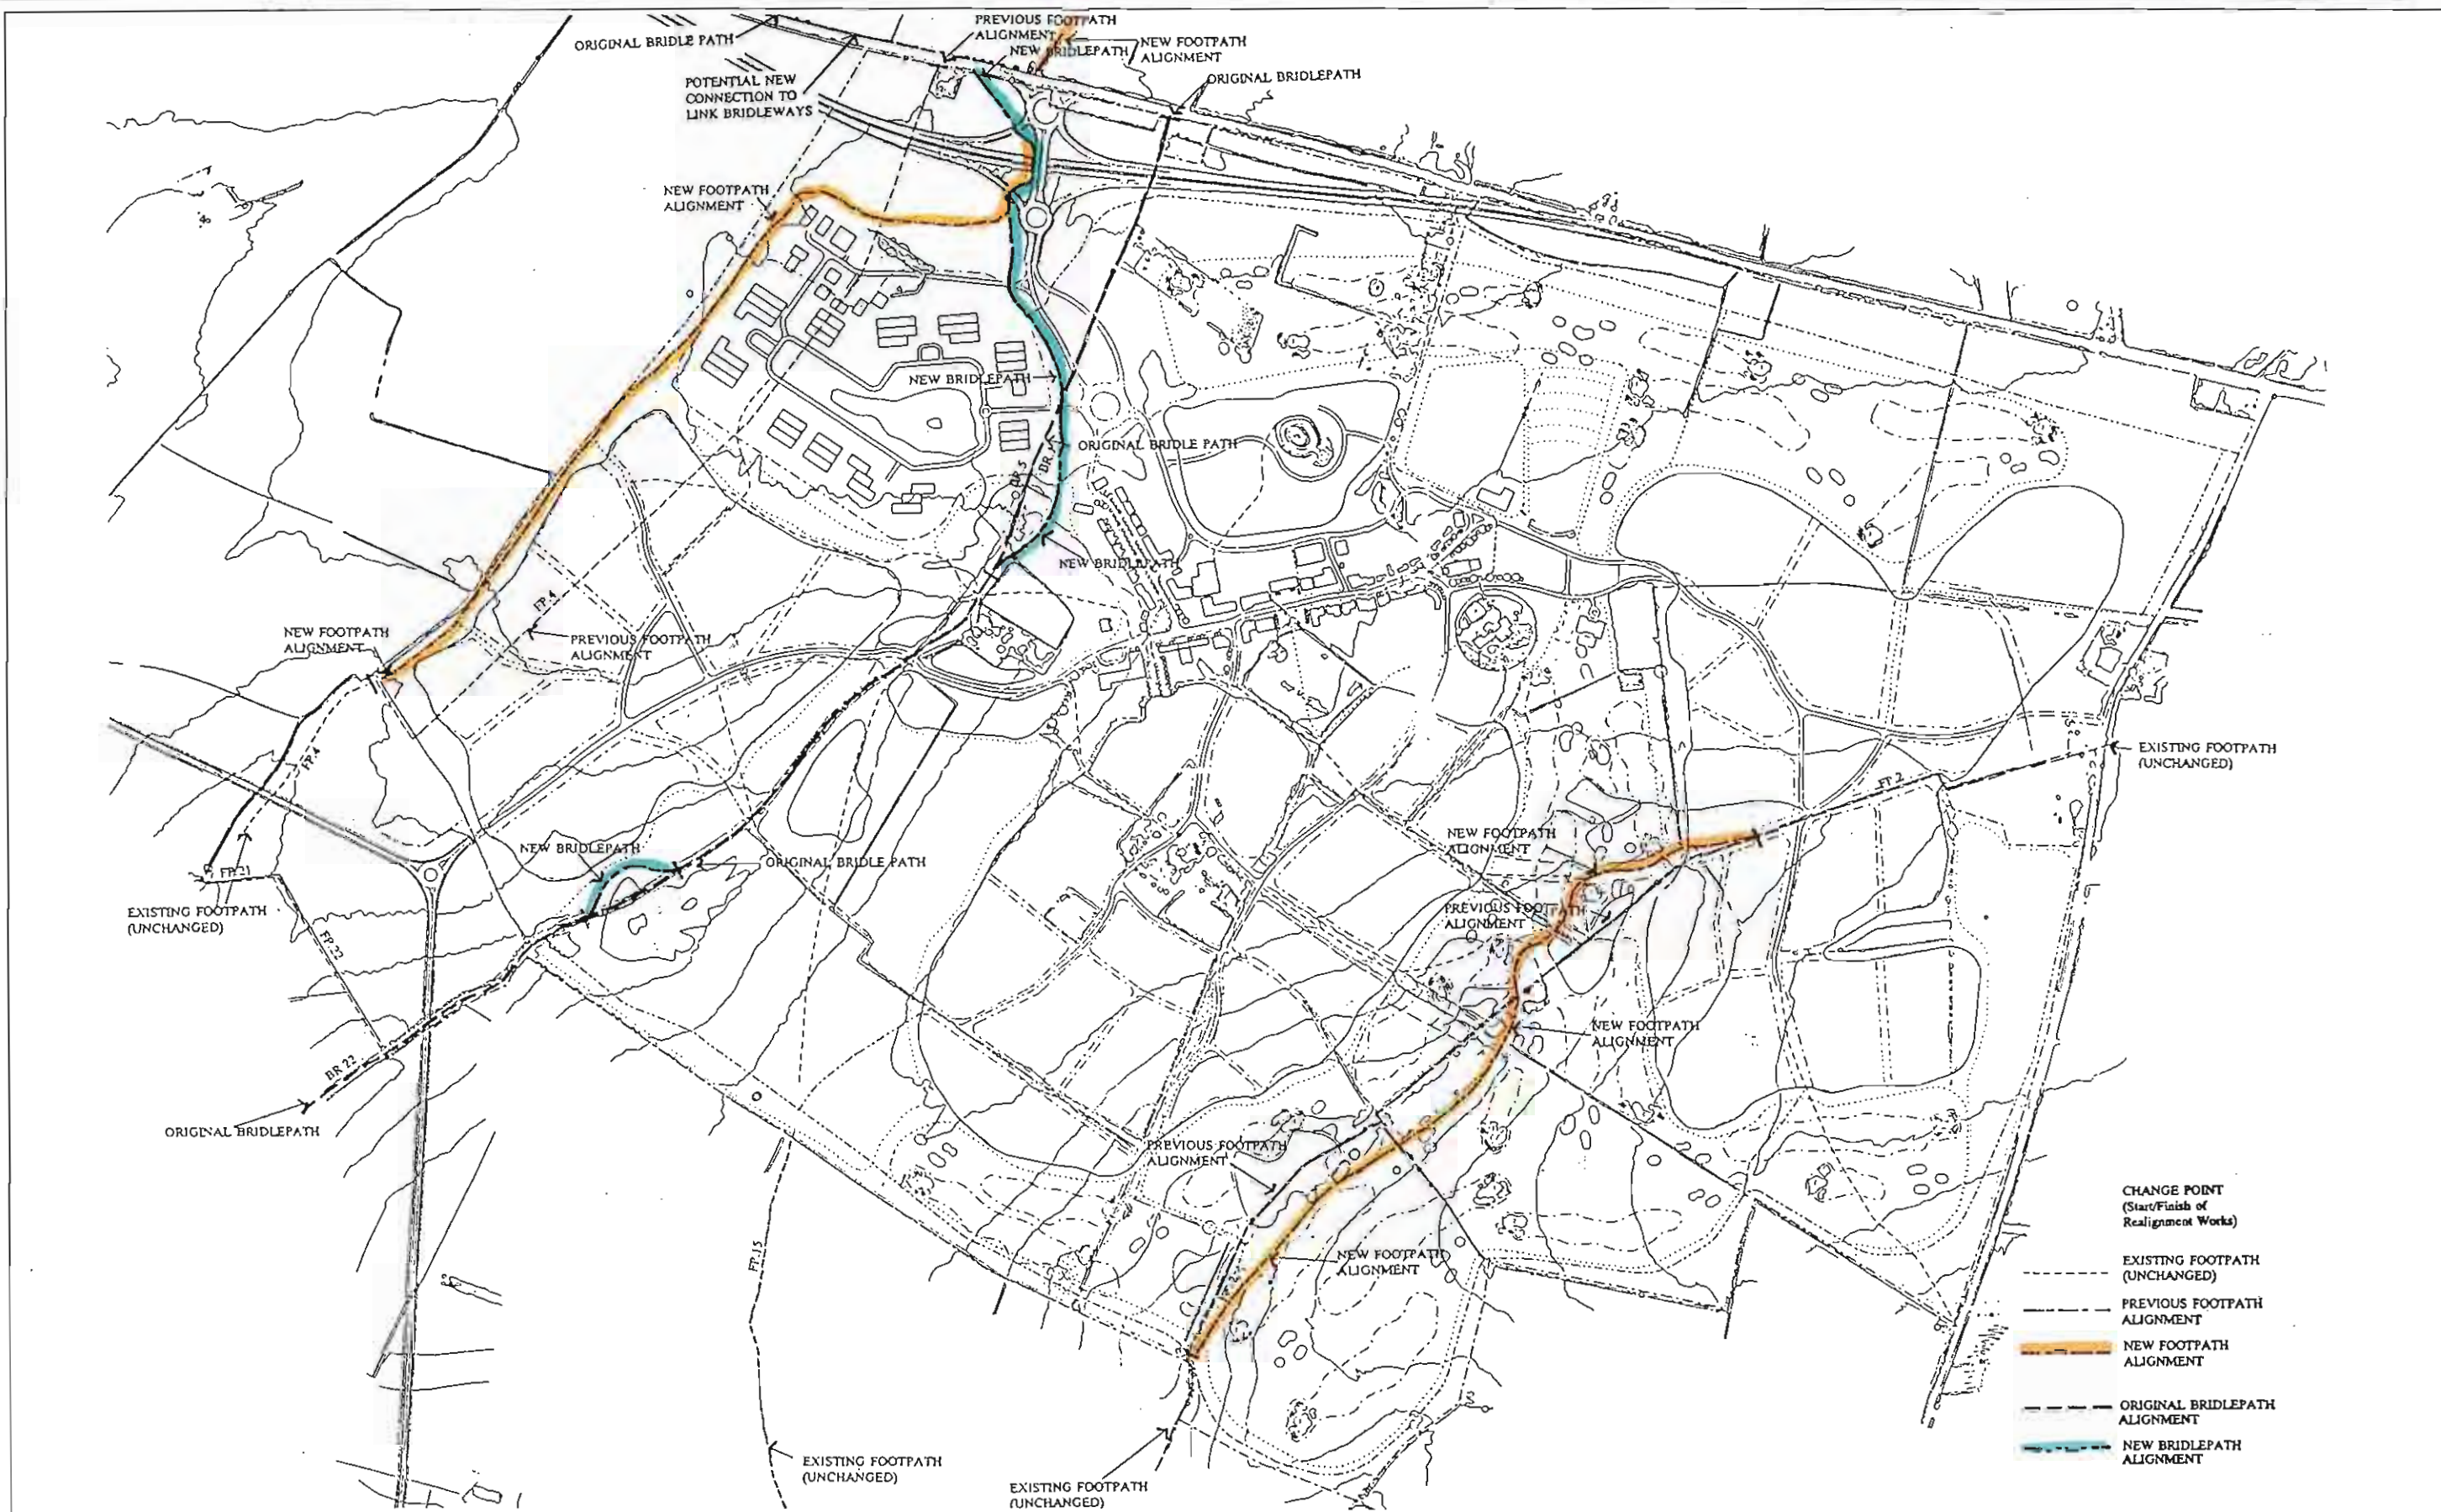 ORIGINAL BRIDLE PATH
PREVIOUS FOOTPATH
ALIGNMENT
NEW BRIDLEPATH
NEW FOOTPATH
ALIGNMENT
ORIGINAL BRIDLEPATH
POTENTIAL NEW
CONNECTION TO
LINK BRIDLEWAYS
NEW FOOTPATH
ALIGNMENT
NEW BRIDLEPATH
ORIGINAL BRIDLE PATH
BR.5
NEW BRIDLEPATH
FP.4
NEW FOOTPATH
ALIGNMENT
PREVIOUS FOOTPATH
ALIGNMENT
FP.4
EXISTING FOOTPATH
(UNCHANGED)
FP.2
NEW BRIDLEPATH
ORIGINAL BRIDLE PATH
NEW FOOTPATH
ALIGNMENT
FP.21
EXISTING FOOTPATH
(UNCHANGED)
FP.22
PREVIOUS FOOTPATH
ALIGNMENT
NEW FOOTPATH
ALIGNMENT
BR 22
ORIGINAL BRIDLEPATH
PREVIOUS FOOTPATH
ALIGNMENT
FP.15
NEW FOOTPATH
ALIGNMENT
EXISTING FOOTPATH
(UNCHANGED)
EXISTING FOOTPATH
(UNCHANGED)
CHANGE POINT
(Start/Finish of
Realignment Works)
EXISTING FOOTPATH
(UNCHANGED)
PREVIOUS FOOTPATH
ALIGNMENT
NEW FOOTPATH
ALIGNMENT
ORIGINAL BRIDLEPATH
ALIGNMENT
NEW BRIDLEPATH
ALIGNMENT